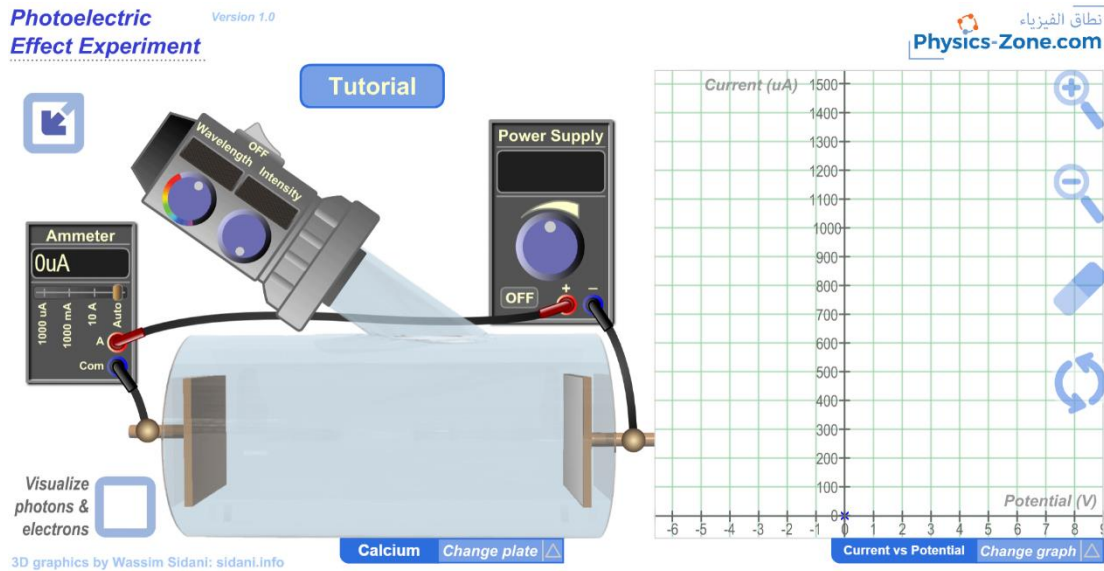 Photoelectric
Effect Experiment
Version 1.0
نطاق الفيزياء
Physics-Zone.com
Tutorial
OFF
Wavelength
Intensity
Power Supply
OFF
+
−
Ammeter
0uA
1000 uA
1000 mA
10 A
Auto
A
Com
Visualize
photons &
electrons
3D graphics by Wassim Sidani: sidani.info
Calcium
Change plate
Current (uA)
1500
1400
1300
1200
1100
1000
900
800
700
600
500
400
300
200
100
0
Potential (V)
-6 -5 -4 -3 -2 -1 0 1 2 3 4 5 6 7 8 9
Current vs Potential
Change graph